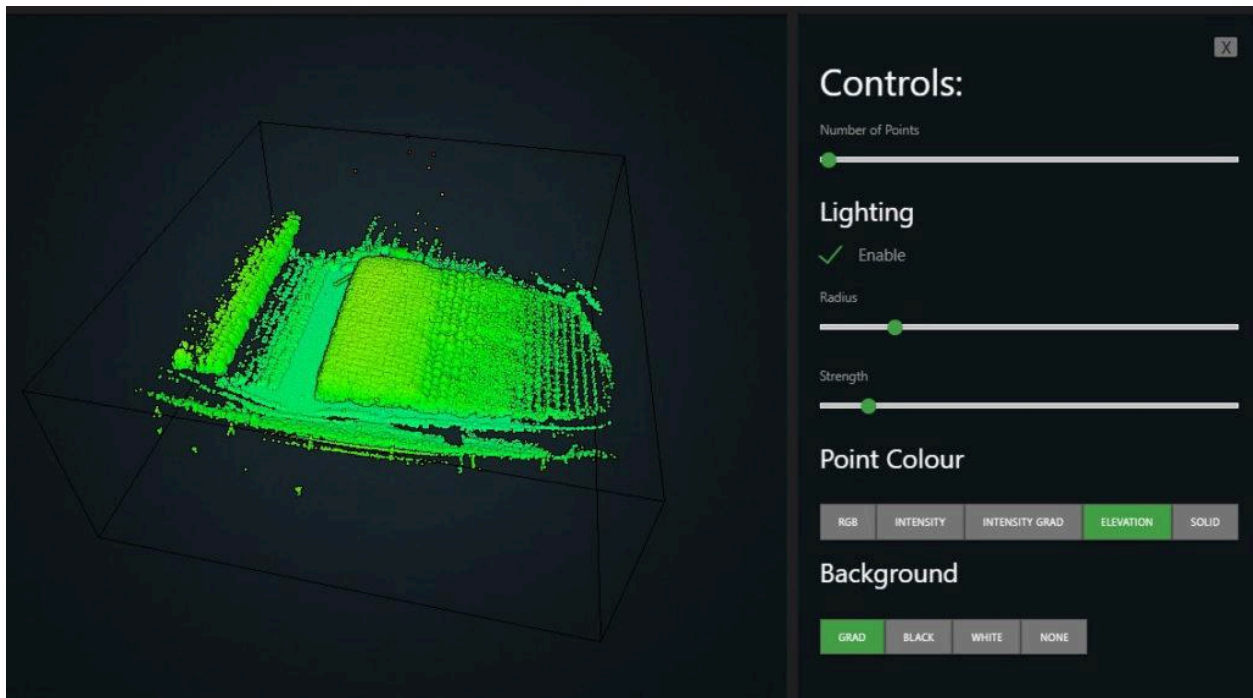 X
Controls:
Number of Points
Lighting
Enable
Radius
Strength
Point Colour
RGB INTENSITY INTENSITY GRAD ELEVATION SOLID
Background
GRAD BLACK WHITE NONE